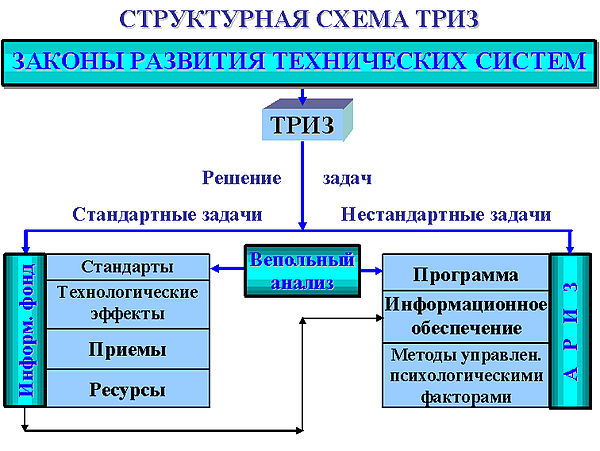 СТРУКТУРНАЯ СХЕМА ТРИЗ
ЗАКОНЫ РАЗВИТИЯ ТЕХНИЧЕСКИХ СИСТЕМ
ТРИЗ
Решение задач
Стандартные задачи
Нестандартные задачи
Информ. фонд
Стандарты
Технологические
эффекты
Приемы
Ресурсы
Вепольный
анализ
Программа
Информационное
обеспечение
Методы управлен.
психологическими
факторами
А Р И З